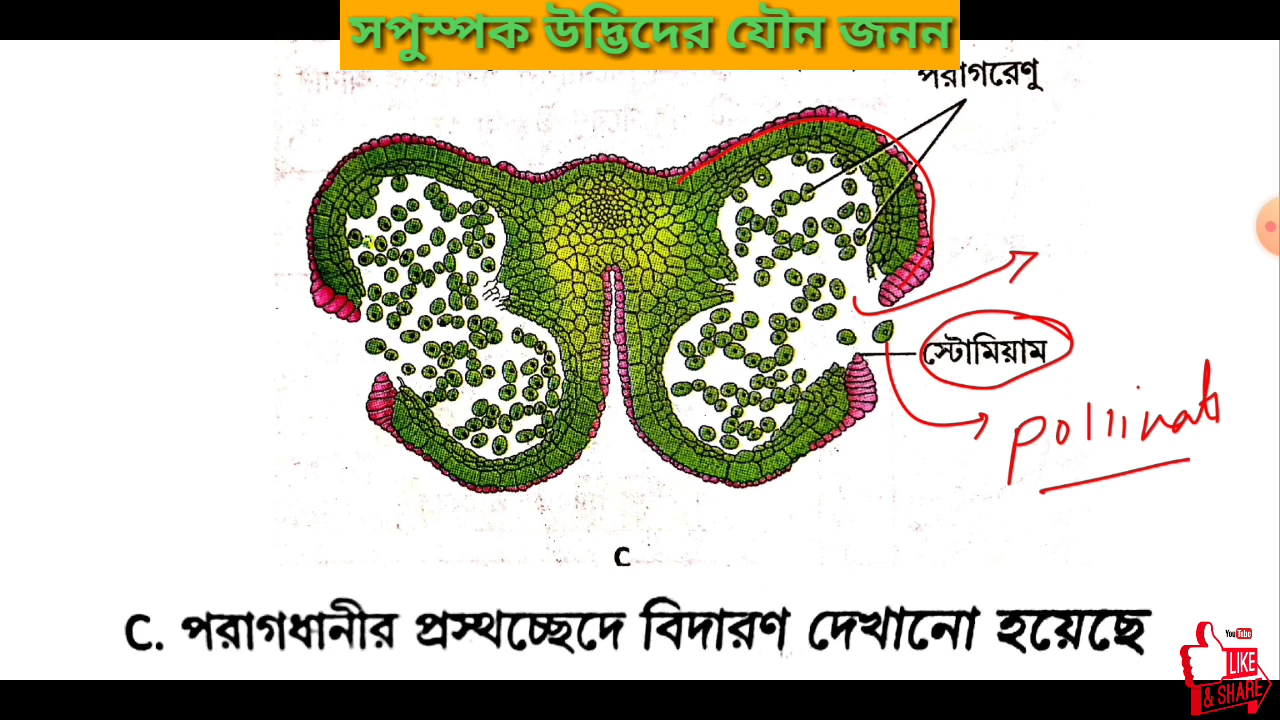 সপুস্পক উদ্ভিদের যৌন জনন
পরাগরেণু
স্টোমিয়াম
pollinat
C
C. পরাগধানীর প্রস্থচ্ছেদে বিদারণ দেখানো হয়েছে
YouTube
LIKE
& SHARE